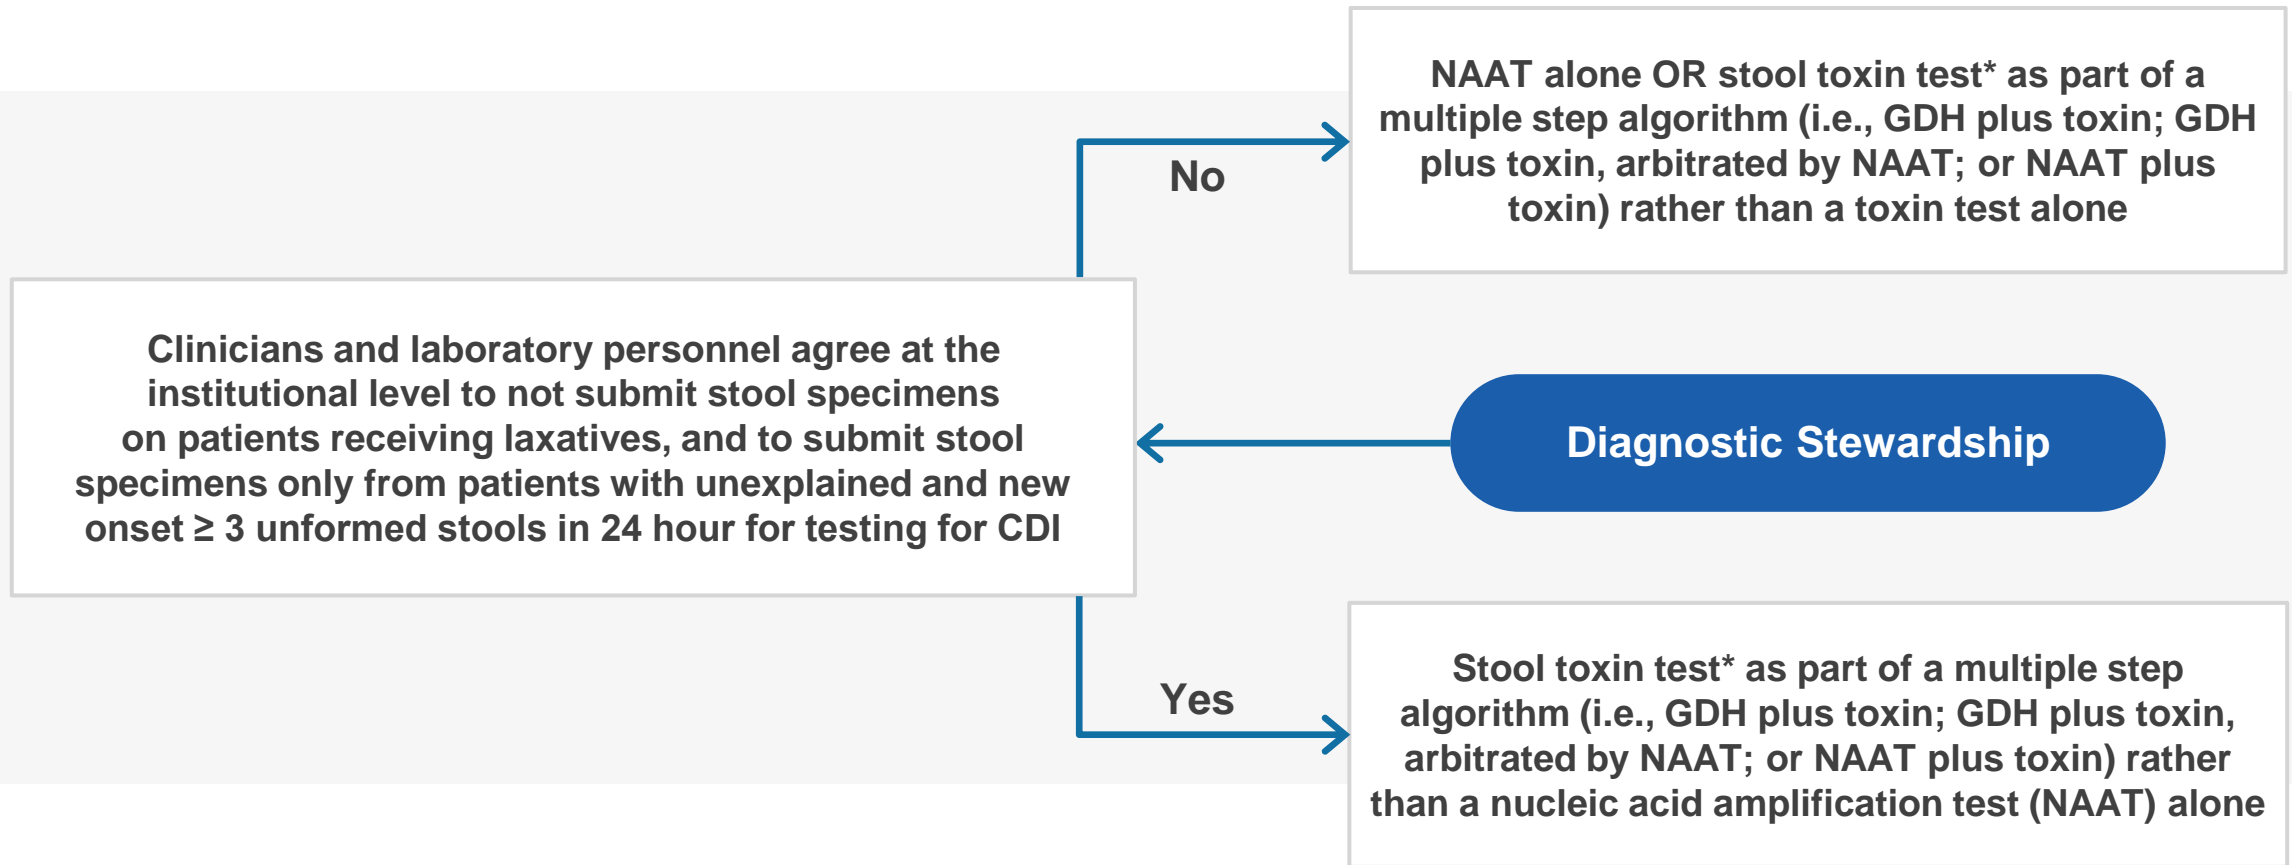 NAAT alone OR stool toxin test* as part of a
multiple step algorithm (i.e., GDH plus toxin; GDH
plus toxin, arbitrated by NAAT; or NAAT plus
toxin) rather than a toxin test alone
No
Clinicians and laboratory personnel agree at the
institutional level to not submit stool specimens
on patients receiving laxatives, and to submit stool
specimens only from patients with unexplained and new
onset ≥ 3 unformed stools in 24 hour for testing for CDI
Diagnostic Stewardship
Yes
Stool toxin test* as part of a multiple step
algorithm (i.e., GDH plus toxin; GDH plus toxin,
arbitrated by NAAT; or NAAT plus toxin) rather
than a nucleic acid amplification test (NAAT) alone